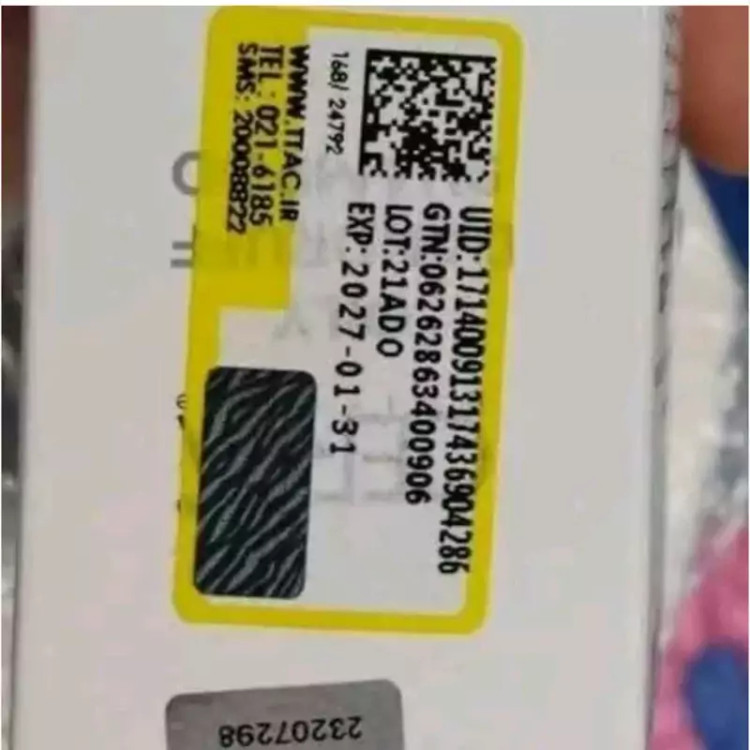 WWW.TTAC.IR
TEL: 021-6185
SMS: 20008822
168/ 24792
UID:17140091317436904286
GTN:06262863400906
LOT:21ADO
EXP:2027-01-31
23207298